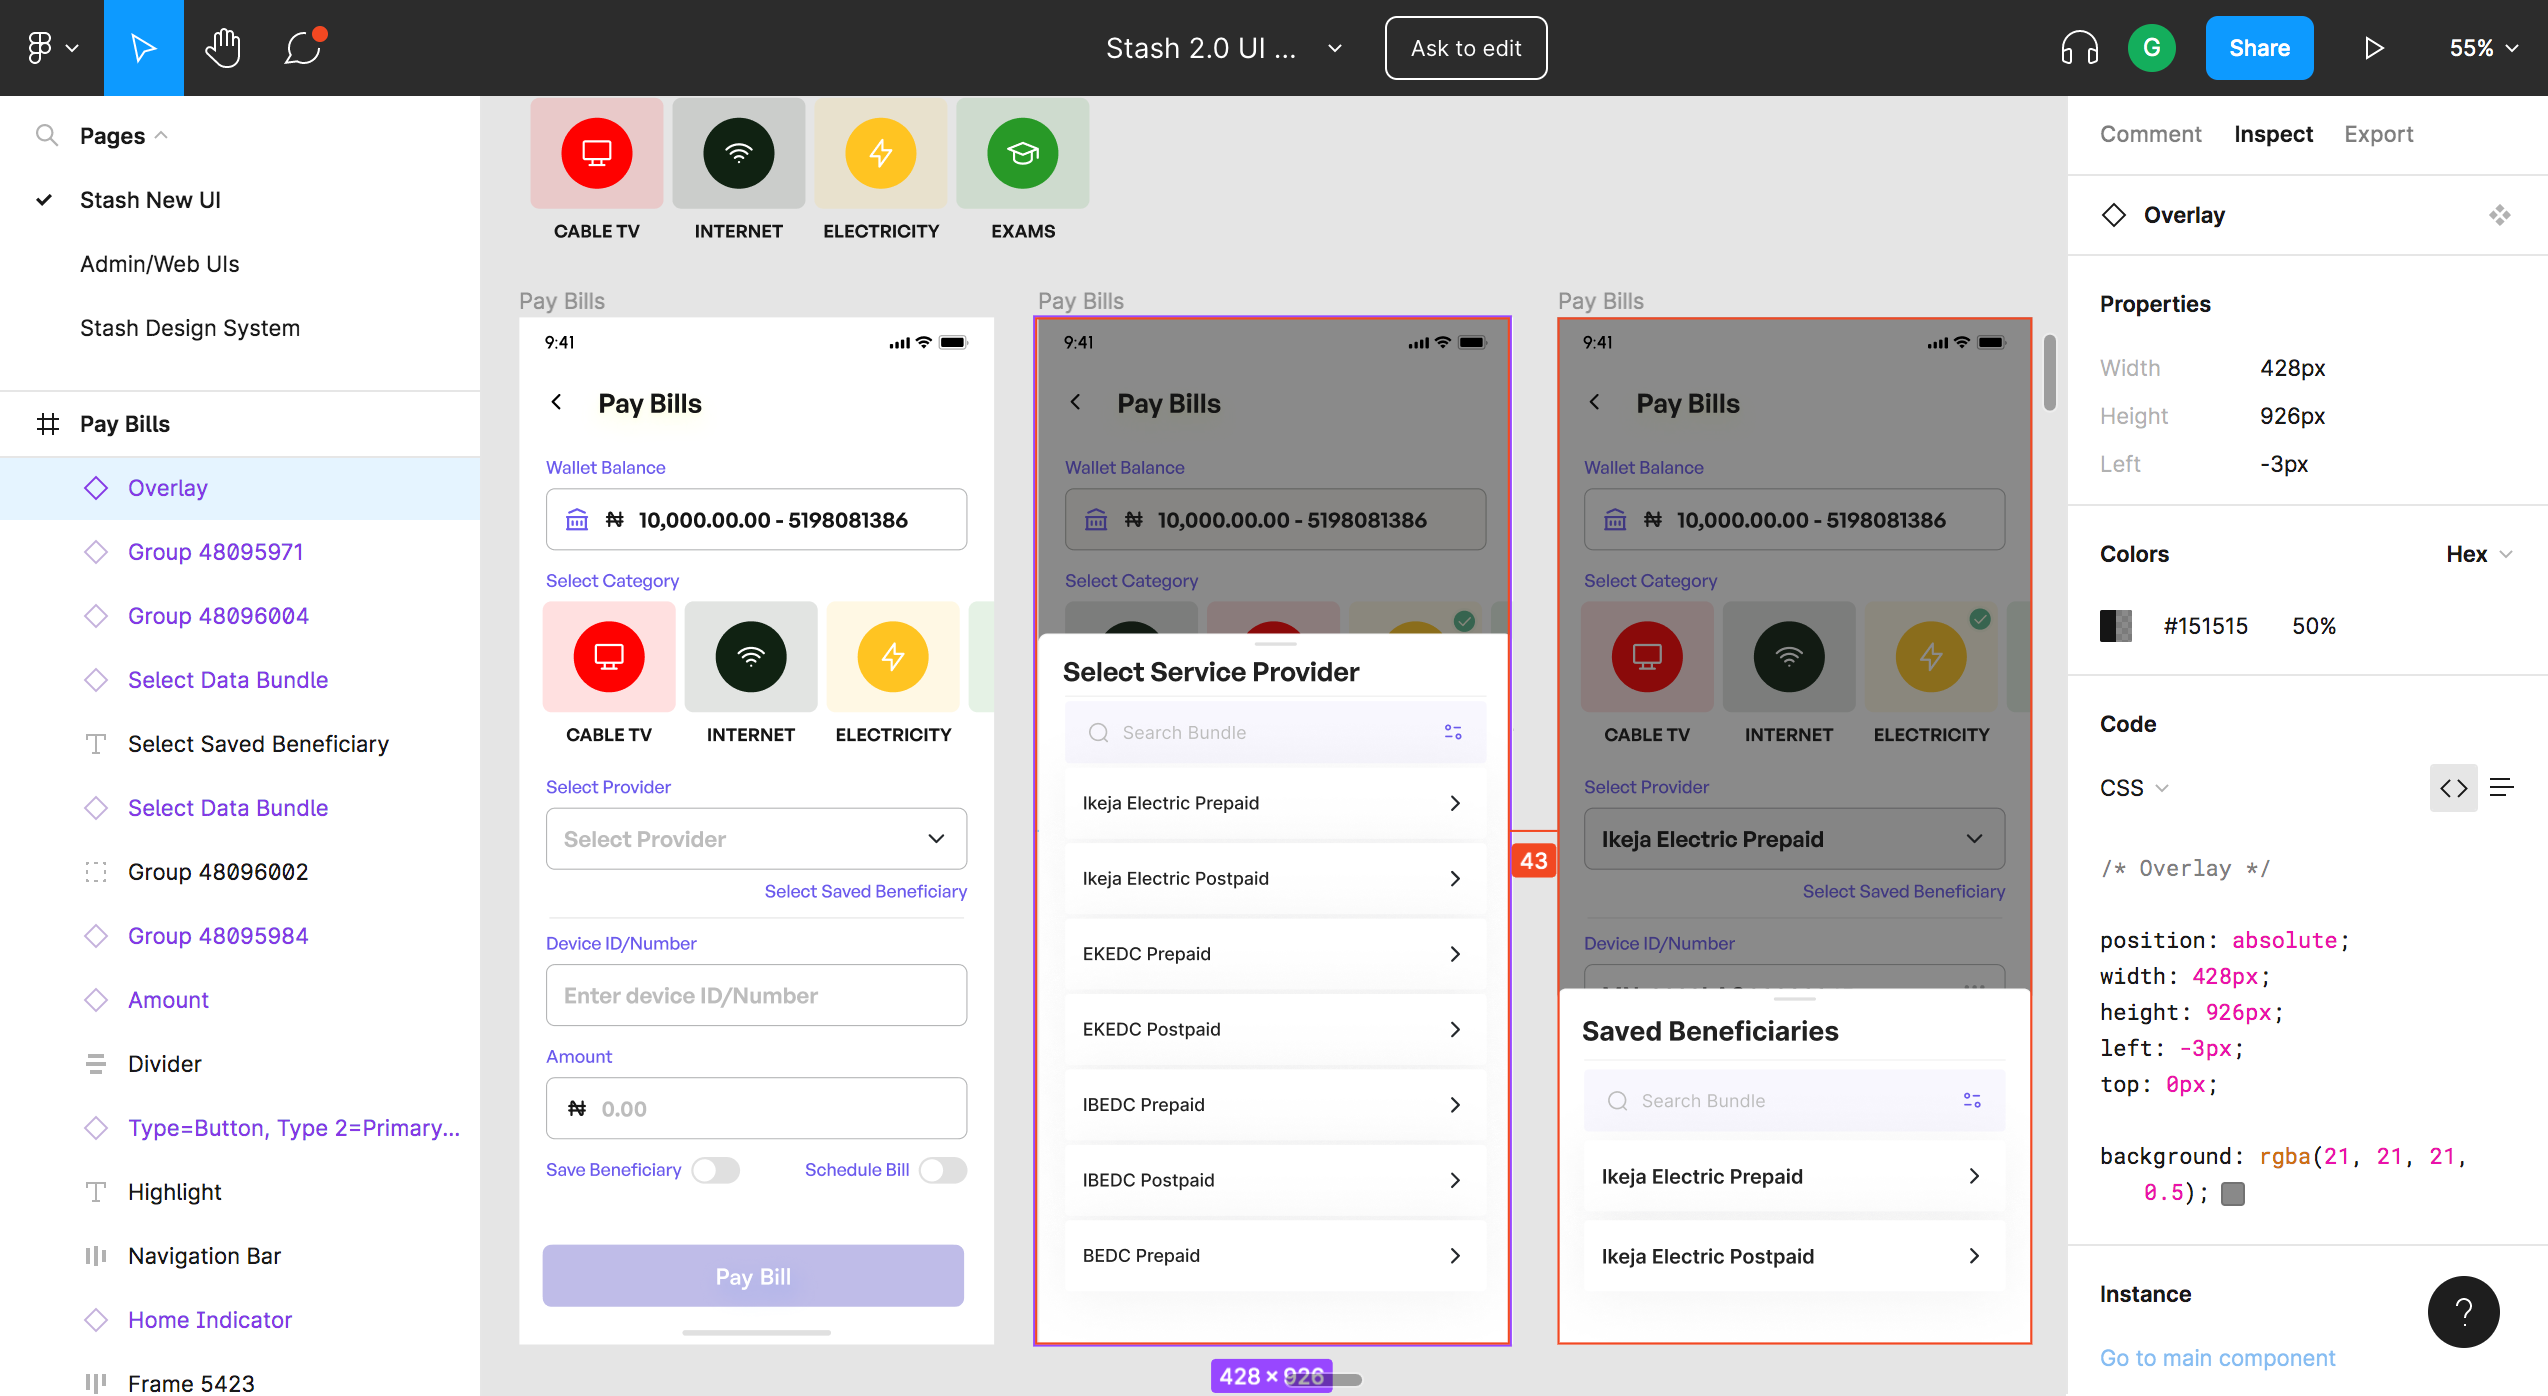 Stash 2.0 UI ...
Ask to edit
G
Share
55%
Pages
Stash New UI
Admin/Web UIs
Stash Design System
Pay Bills
Overlay
Group 48095971
Group 48096004
Select Data Bundle
Select Saved Beneficiary
Select Data Bundle
Group 48096002
Group 48095984
Amount
Divider
Type=Button, Type 2=Primary...
Highlight
Navigation Bar
Home Indicator
Frame 5423
CABLE TV
INTERNET
ELECTRICITY
EXAMS
Pay Bills
9:41
Pay Bills
Wallet Balance
₦ 10,000.00.00 - 5198081386
Select Category
CABLE TV
INTERNET
ELECTRICITY
Select Provider
Select Provider
Select Saved Beneficiary
Device ID/Number
Enter device ID/Number
Amount
₦ 0.00
Save Beneficiary
Schedule Bill
Pay Bill
Pay Bills
9:41
Pay Bills
Wallet Balance
₦ 10,000.00.00 - 5198081386
Select Category
Select Service Provider
Search Bundle
Ikeja Electric Prepaid
Ikeja Electric Postpaid
EKEDC Prepaid
EKEDC Postpaid
IBEDC Prepaid
IBEDC Postpaid
BEDC Prepaid
428 × 926
43
Pay Bills
9:41
Pay Bills
Wallet Balance
₦ 10,000.00.00 - 5198081386
Select Category
CABLE TV
INTERNET
ELECTRICITY
Select Provider
Ikeja Electric Prepaid
Select Saved Beneficiary
Device ID/Number
Saved Beneficiaries
Search Bundle
Ikeja Electric Prepaid
Ikeja Electric Postpaid
Comment
Inspect
Export
Overlay
Properties
Width 428px
Height 926px
Left -3px
Colors
Hex
#151515 50%
Code
CSS
/* Overlay */
position: absolute;
width: 428px;
height: 926px;
left: -3px;
top: 0px;
background: rgba(21, 21, 21,
0.5);
Instance
?
Go to main component